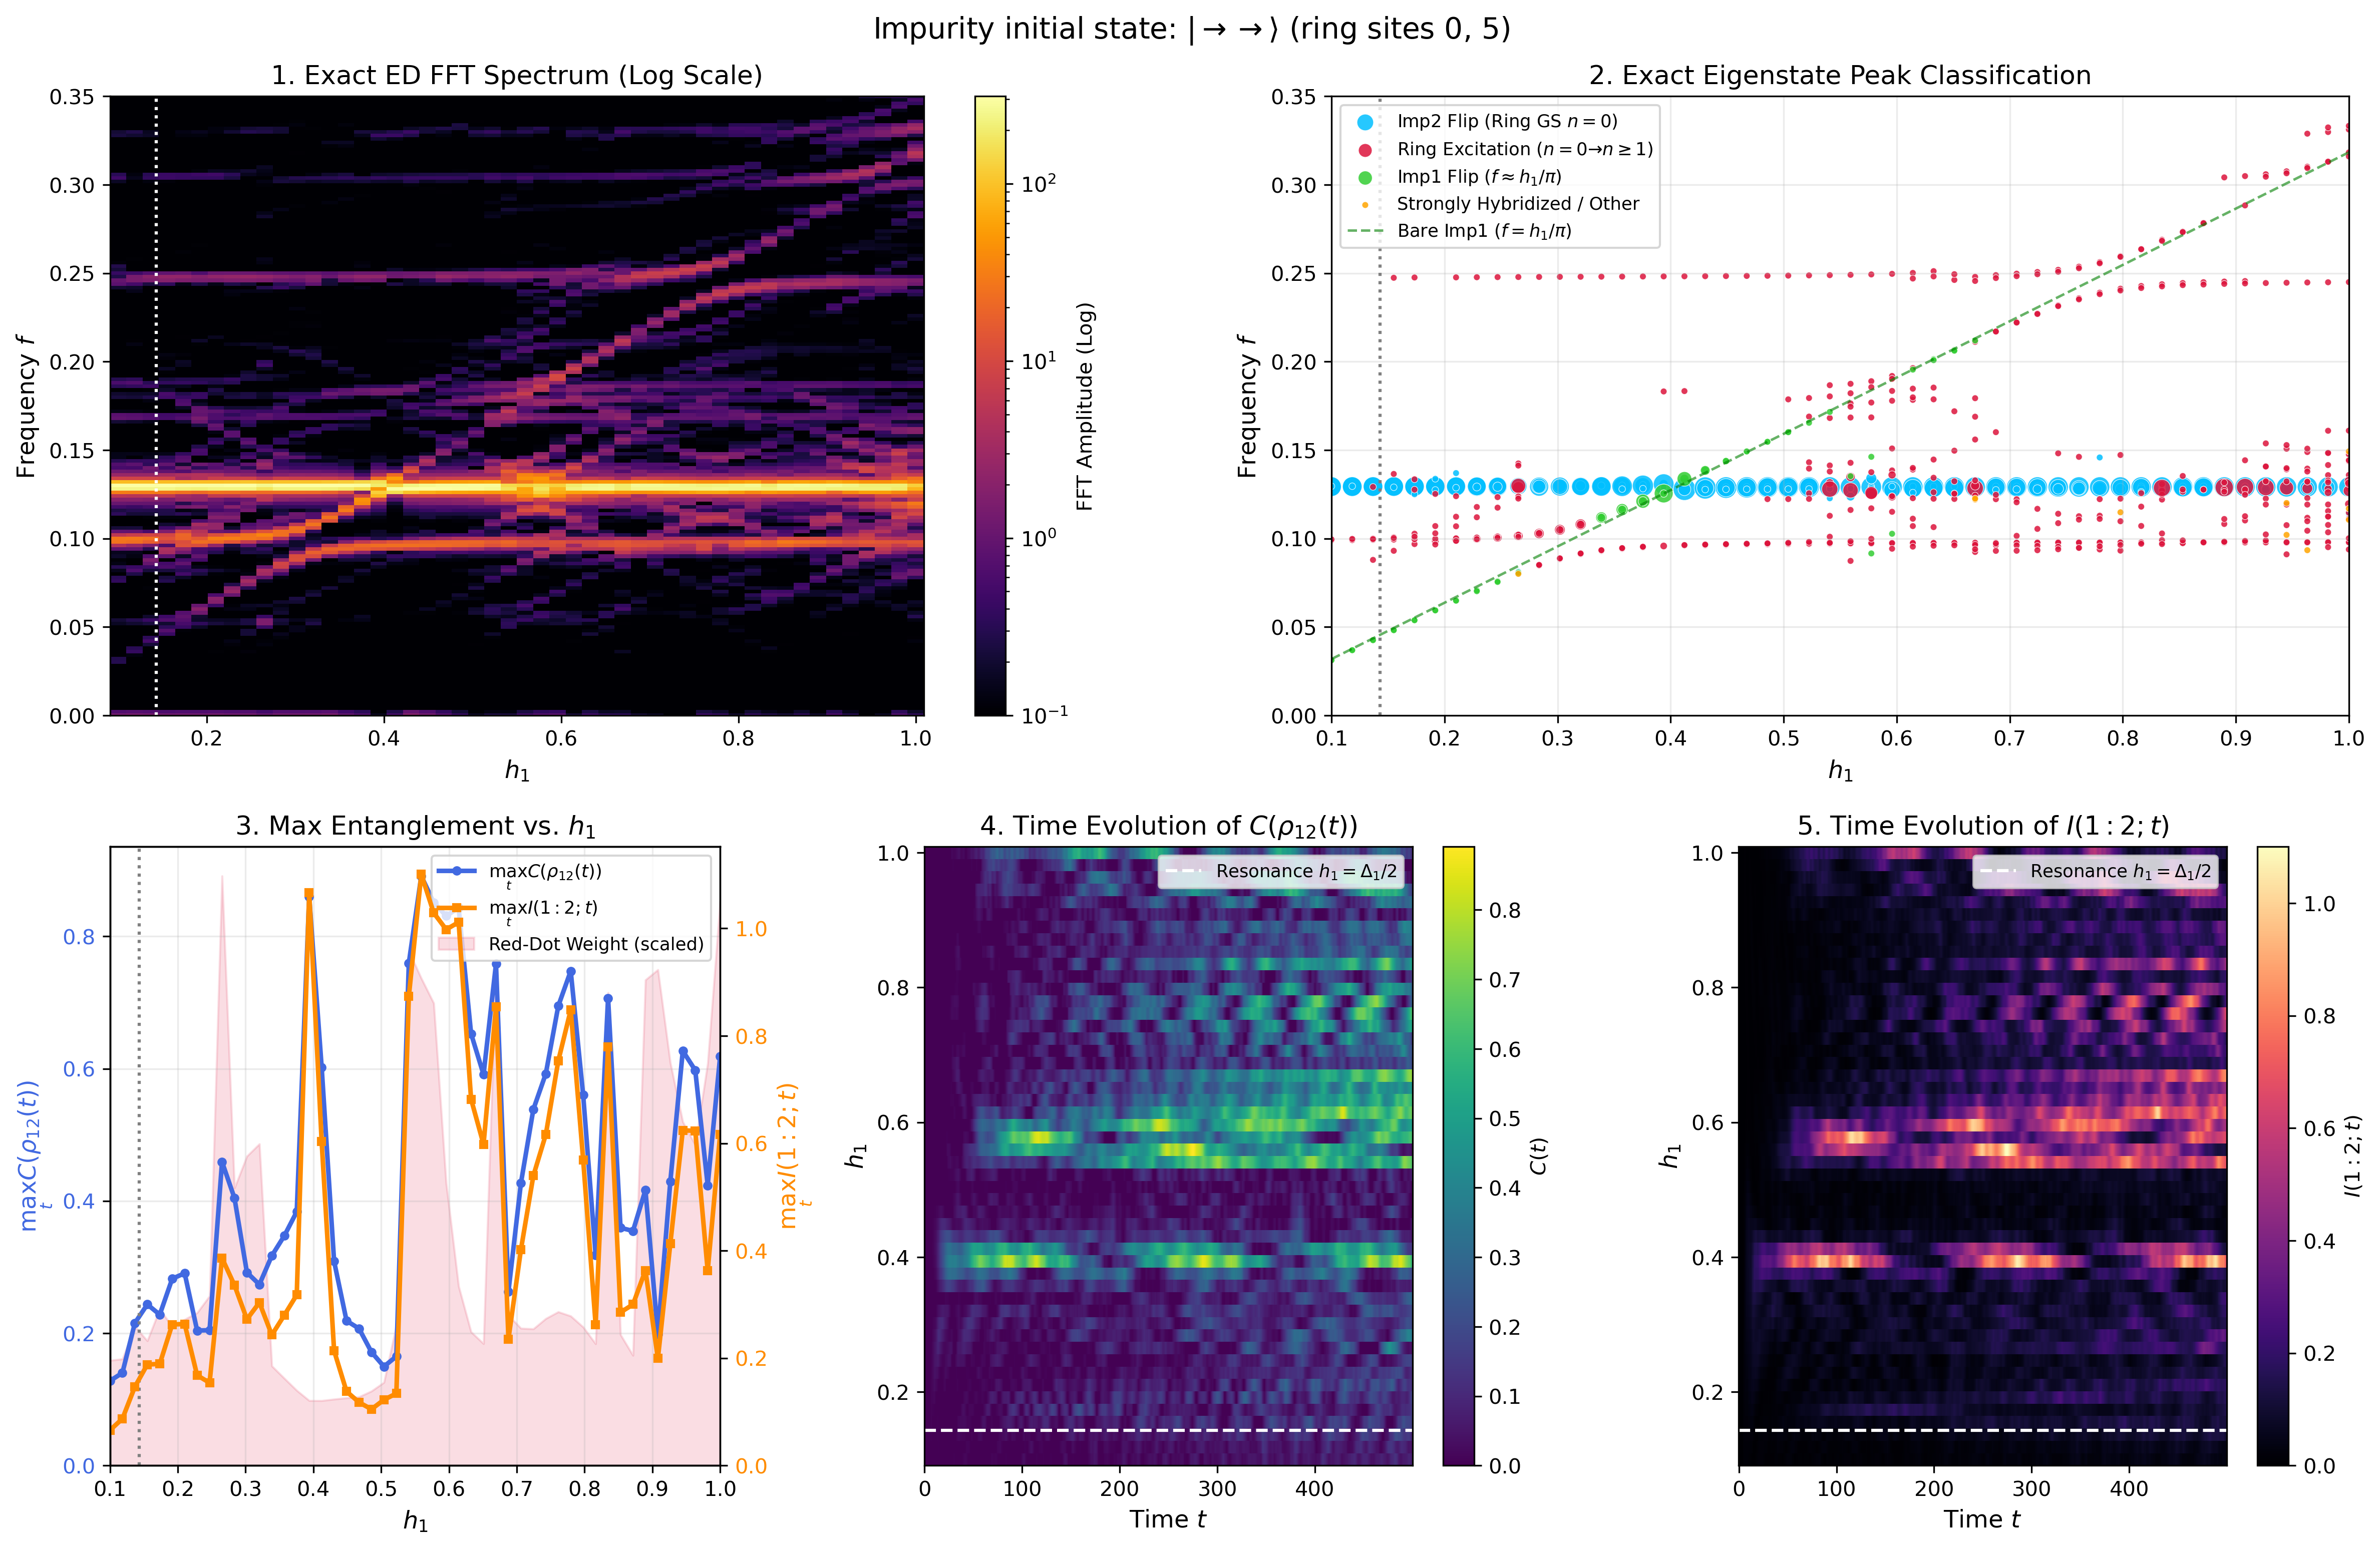 Impurity initial state: |→→⟩ (ring sites 0, 5)
1. Exact ED FFT Spectrum (Log Scale)
0.35
0.30
0.25
0.20
0.15
0.10
0.05
0.00
Frequency f
0.2
0.4
0.6
0.8
1.0
h₁
10²
10¹
10⁰
10⁻¹
FFT Amplitude (Log)
2. Exact Eigenstate Peak Classification
Imp2 Flip (Ring GS n = 0)
Ring Excitation (n = 0→n ≥ 1)
Imp1 Flip (f ≈ h₁/π)
Strongly Hybridized / Other
Bare Imp1 (f = h₁/π)
0.35
0.30
0.25
0.20
0.15
0.10
0.05
0.00
Frequency f
0.1
0.2
0.3
0.4
0.5
0.6
0.7
0.8
0.9
1.0
h₁
3. Max Entanglement vs. h₁
max C(ρ₁₂(t))
t
max I(1 : 2; t)
t
Red-Dot Weight (scaled)
0.8
0.6
0.4
0.2
0.0
max C(ρ₁₂(t))
t
1.0
0.8
0.6
0.4
0.2
0.0
max I(1 : 2; t)
t
0.1
0.2
0.3
0.4
0.5
0.6
0.7
0.8
0.9
1.0
h₁
4. Time Evolution of C(ρ₁₂(t))
Resonance h₁ = Δ₁/2
1.0
0.8
0.6
0.4
0.2
h₁
0
100
200
300
400
Time t
0.8
0.7
0.6
0.5
0.4
0.3
0.2
0.1
0.0
C(t)
5. Time Evolution of I(1 : 2; t)
Resonance h₁ = Δ₁/2
1.0
0.8
0.6
0.4
0.2
h₁
0
100
200
300
400
Time t
1.0
0.8
0.6
0.4
0.2
0.0
I(1 : 2; t)